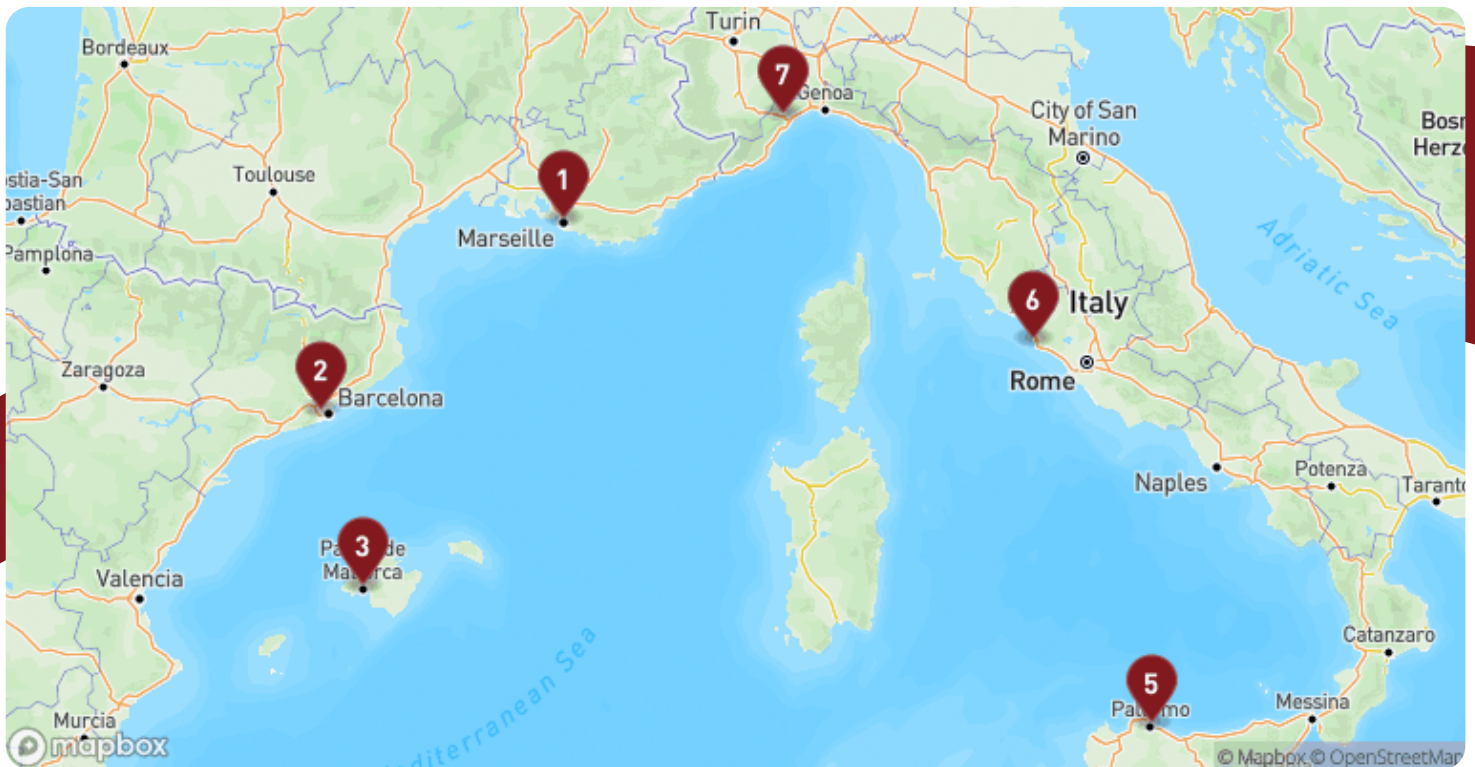 Turin
Bordeaux
7
Genoa
City of San
Marino
Bosn
Herze
Toulouse
1
ostia-San
bastian
Marseille
Pamplona
Adriatic Sea
6
Italy
2
Zaragoza
Rome
Barcelona
Naples
Potenza
Taranto
3
Valencia
Catanzaro
Mediterranean Sea
5
Palermo
Messina
Murcia
mapbox
© Mapbox © OpenStreetMap